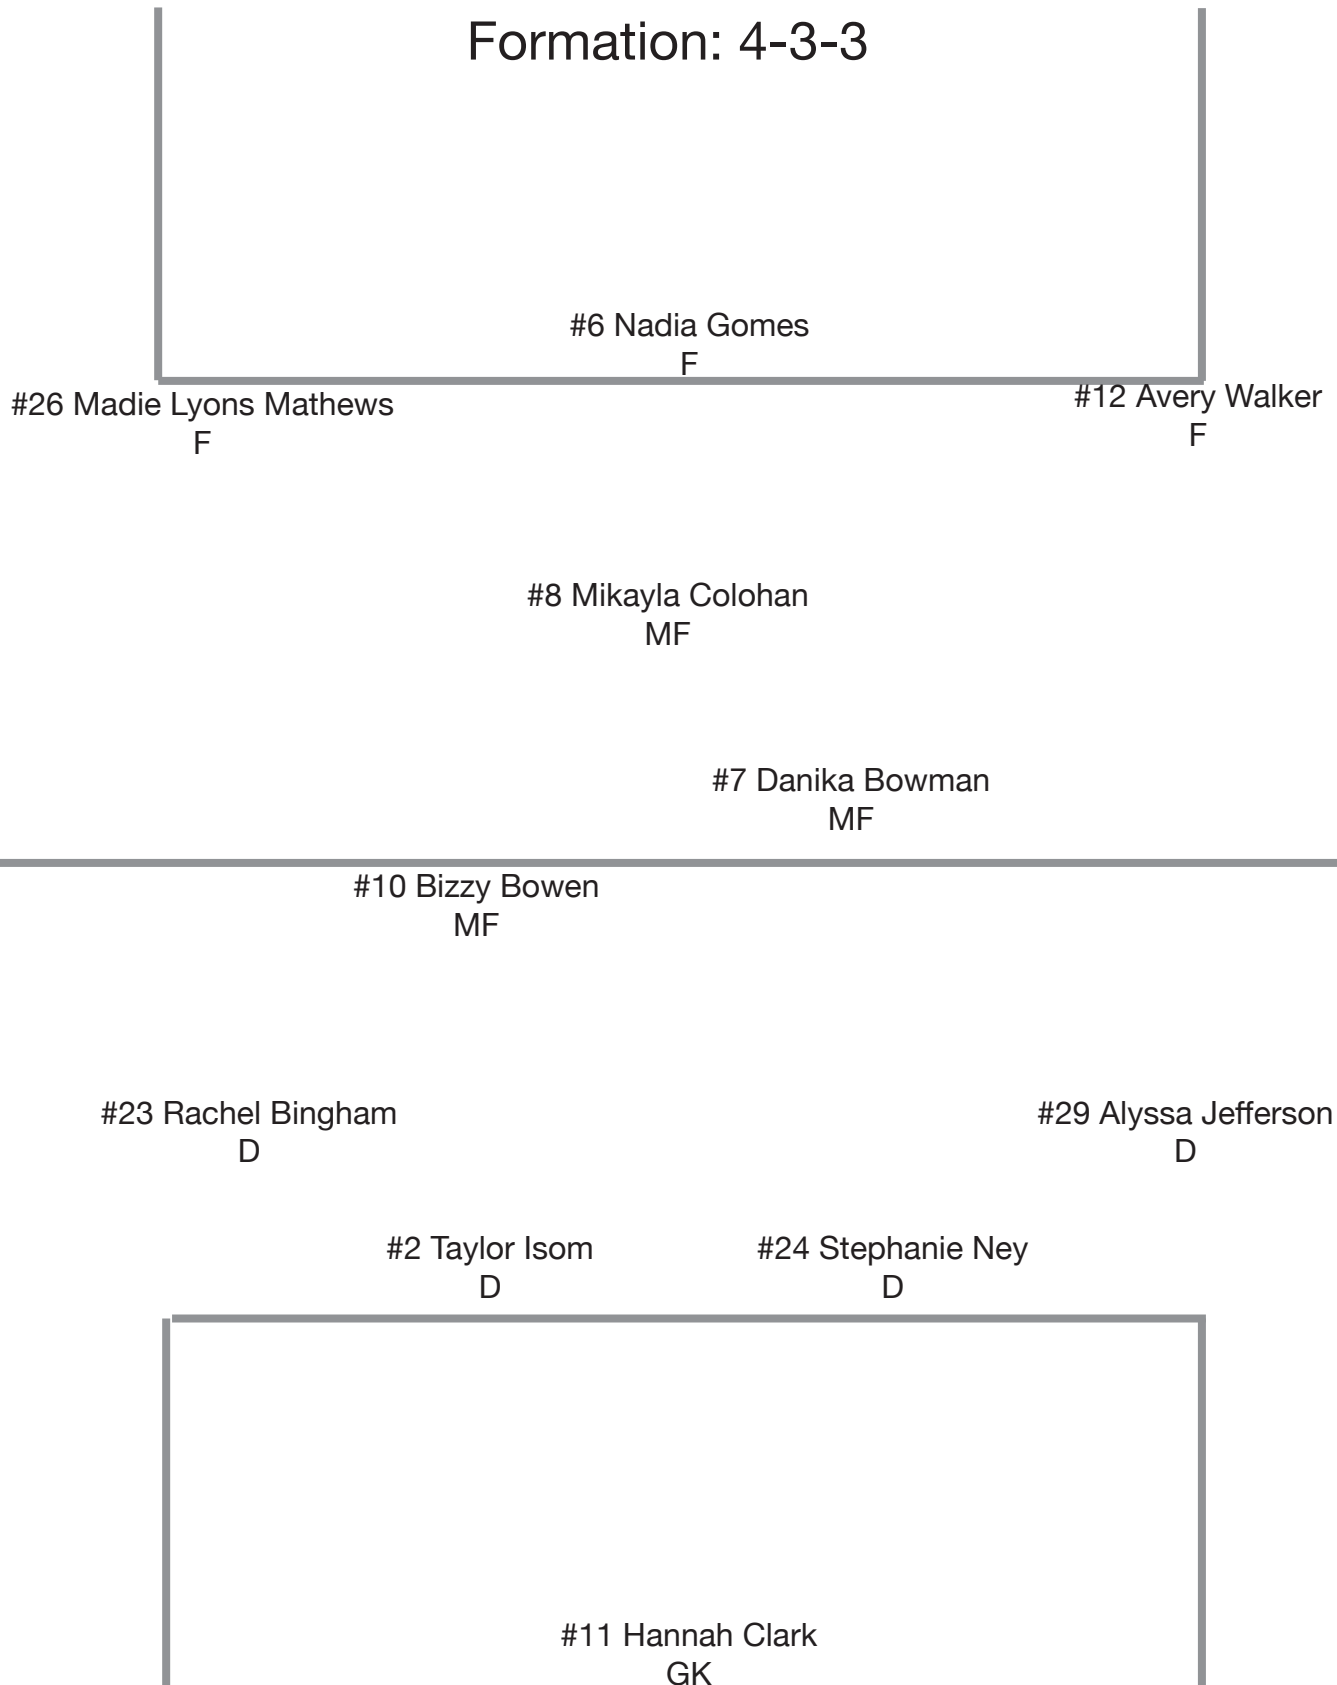 Formation: 4-3-3
#6 Nadia Gomes
F
#26 Madie Lyons Mathews
F
#12 Avery Walker
F
#8 Mikayla Colohan
MF
#7 Danika Bowman
MF
#10 Bizzy Bowen
MF
#23 Rachel Bingham
D
#29 Alyssa Jefferson
D
#2 Taylor Isom
D
#24 Stephanie Ney
D
#11 Hannah Clark
GK